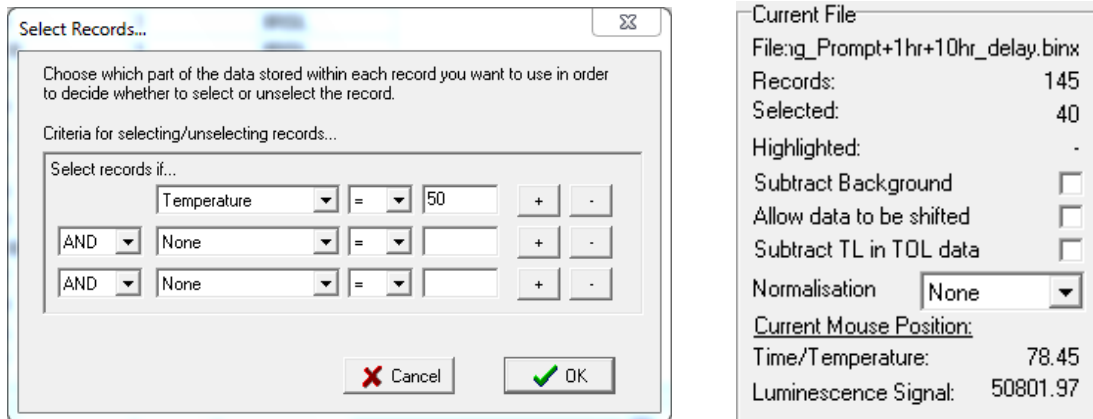 Select Records...
Choose which part of the data stored within each record you want to use in order
to decide whether to select or unselect the record.
Criteria for selecting/unselecting records...
Select records if...
Temperature = 50 + -
AND None = + -
AND None = + -
Cancel OK
Current File
File:ng_Prompt+1hr+10hr_delay.binx
Records: 145
Selected: 40
Highlighted: -
Subtract Background
Allow data to be shifted
Subtract TL in TOL data
Normalisation None
Current Mouse Position:
Time/Temperature: 78.45
Luminescence Signal: 50801.97